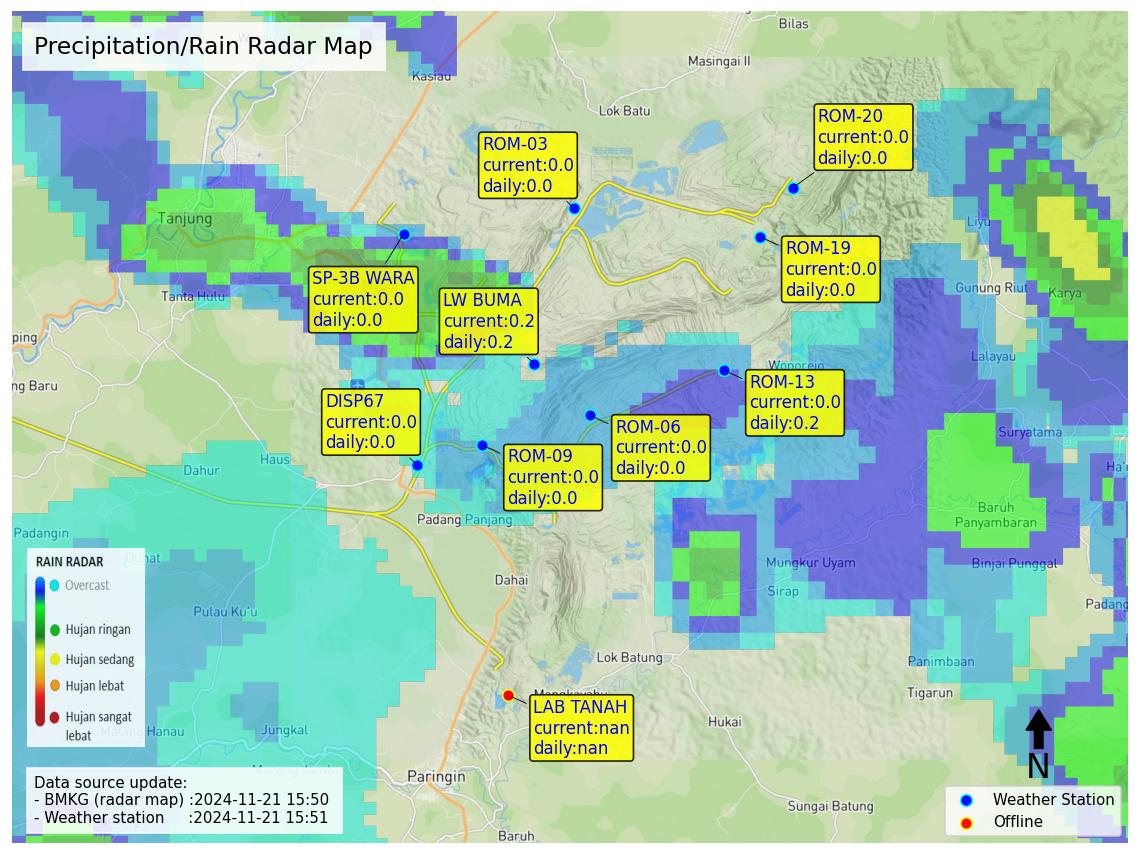 Precipitation/Rain Radar Map
Bilas
Masingai II
Kasiau
Lok Batu
ROM-20
current:0.0
daily:0.0
ROM-03
current:0.0
daily:0.0
Tanjung
Liyu
ROM-19
current:0.0
daily:0.0
SP-3B WARA
current:0.0
daily:0.0
Tanta Hulu
LW BUMA
current:0.2
daily:0.2
Gunung Riut
Karya
ping
Lalayau
Wonorejo
ng Baru
ROM-13
current:0.0
daily:0.2
DISP67
current:0.0
daily:0.0
ROM-06
current:0.0
daily:0.0
Suryatama
ROM-09
current:0.0
daily:0.0
Haus
Dahur
Ha'u
Baruh
Panyambaran
Padang Panjang
Padangin
RAIN RADAR
Overcast
Hujan ringan
Hujan sedang
Hujan lebat
Hujan sangat
lebat
Mungkur Uyam
Binjai Punggal
Dahai
Sirap
Padang
Pulau Ku'u
Lok Batung
Panimbaan
Tigarun
Mangkayahu
LAB TANAH
current:nan
daily:nan
Hukai
Hanau
Jungkal
N
Paringin
Data source update:
- BMKG (radar map) :2024-11-21 15:50
- Weather station :2024-11-21 15:51
Sungai Batung
Weather Station
Offline
Baruh